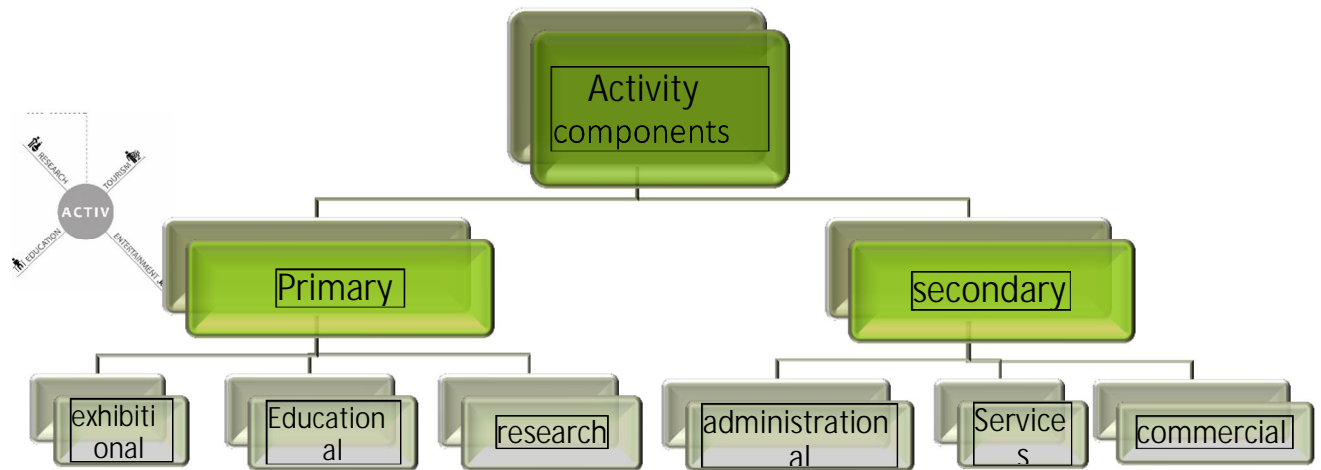 Activity
components
RESEARCH
TOURISM
ACTIV
EDUCATION
ENTERTAINMENT
Primary
secondary
exhibiti
onal
Education
al
research
administration
al
Service
s
commercial